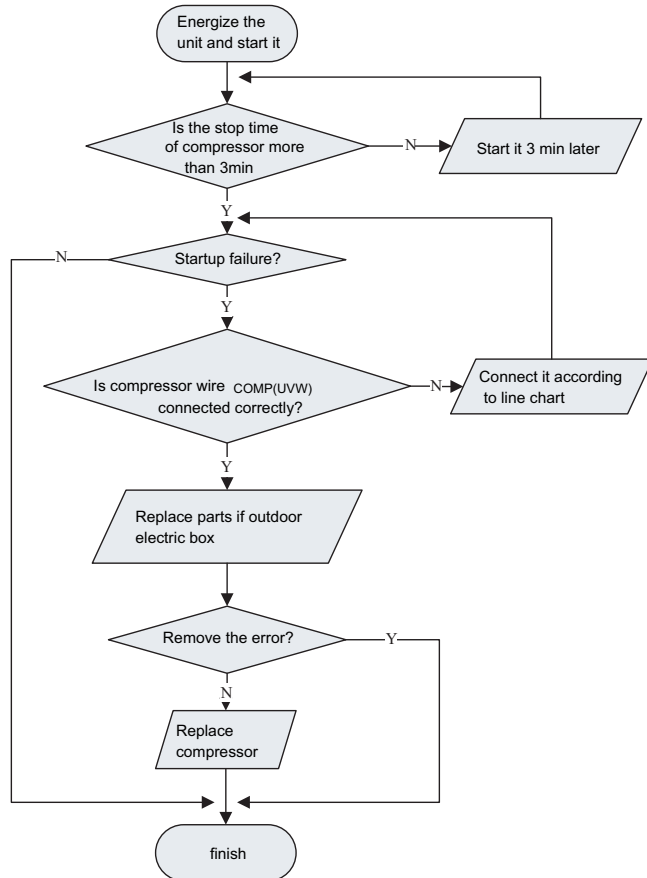 Energize the
unit and start it
Is the stop time
of compressor more
than 3min
N
Start it 3 min later
Y
N
Startup failure?
Y
Is compressor wire COMP(UVW)
connected correctly?
N
Connect it according
to line chart
Y
Replace parts if outdoor
electric box
Remove the error?
Y
N
Replace
compressor
finish